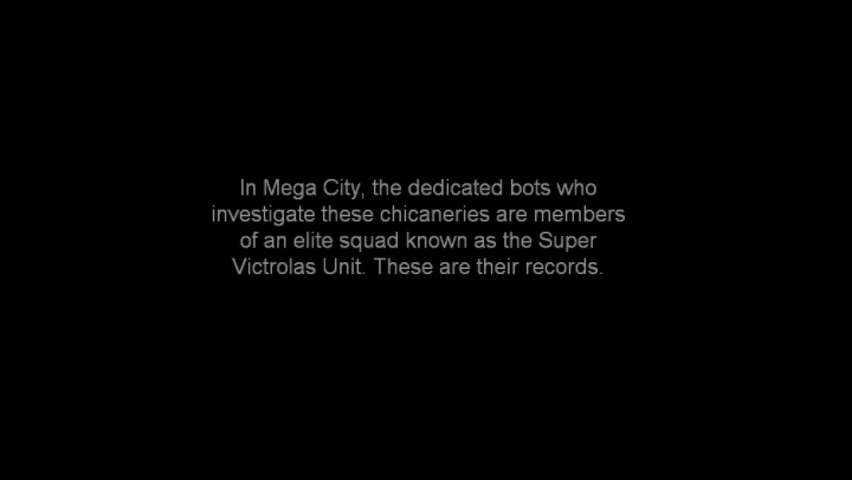 In Mega City, the dedicated bots who
investigate these chicaneries are members
of an elite squad known as the Super
Victrolas Unit. These are their records.